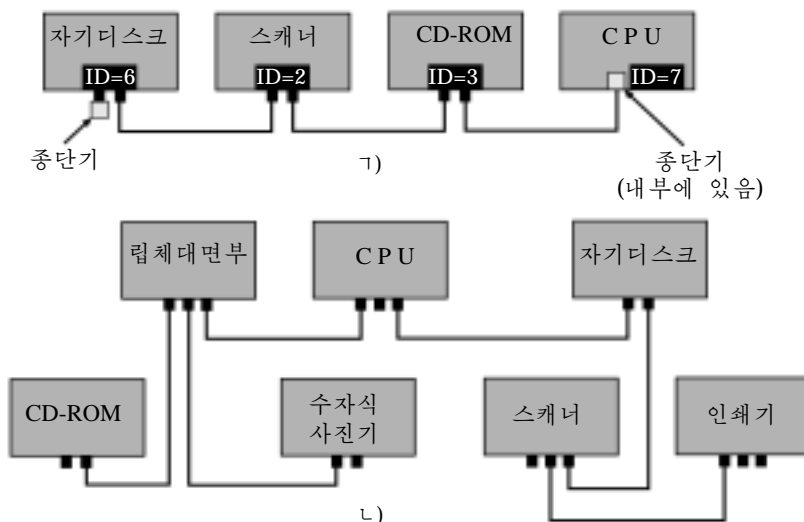 자기디스크
스캐너
CD-ROM
CPU
ID=6
ID=2
ID=3
ID=7
종단기
ㄱ)
종단기
(내부에 있음)
립체대면부
CPU
자기디스크
CD-ROM
수자식
사진기
스캐너
인쇄기
ㄴ)